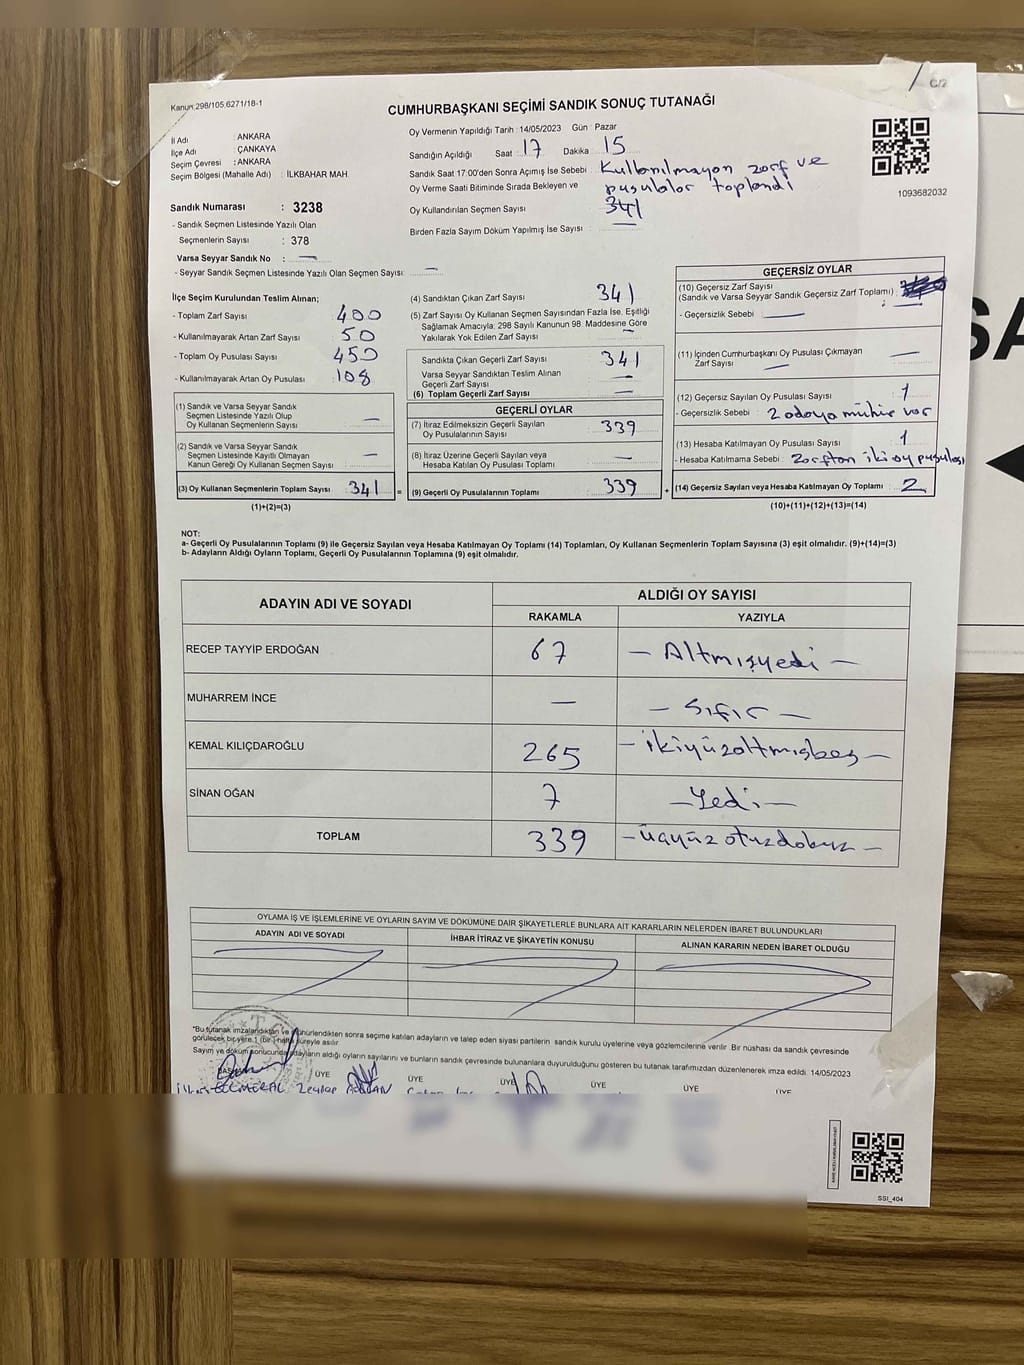 Kanun:298/105,6271/18-1
C/2
CUMHURBAŞKANI SEÇİMİ SANDIK SONUÇ TUTANAĞI
İl Adı : ANKARA
İlçe Adı : ÇANKAYA
Seçim Çevresi : ANKARA
Seçim Bölgesi (Mahalle Adı) : İLKBAHAR MAH.
Sandık Numarası : 3238
- Sandık Seçmen Listesinde Yazılı Olan
Seçmenlerin Sayısı : 378
Varsa Seyyar Sandık No : —
- Seyyar Sandık Seçmen Listesinde Yazılı Olan Seçmen Sayısı: —
Oy Vermenin Yapıldığı Tarih :14/05/2023 Gün : Pazar
Sandığın Açıldığı Saat 17 Dakika 15
Sandık Saat 17:00'den Sonra Açımış İse Sebebi : Kullanılmayan zarf ve
Oy Verme Saati Bitiminde Sırada Bekleyen ve pusulalar toplandı
Oy Kullandırılan Seçmen Sayısı 341
Birden Fazla Sayım Döküm Yapılmış İse Sayısı : —
1093682032
İlçe Seçim Kurulundan Teslim Alınan;
- Toplam Zarf Sayısı : 400
- Kullanılmayarak Artan Zarf Sayısı : 50
- Toplam Oy Pusulası Sayısı : 450
- Kullanılmayarak Artan Oy Pusulası : 108
(1) Sandık ve Varsa Seyyar Sandık
Seçmen Listesinde Yazılı Olup
Oy Kullanan Seçmenlerin Sayısı : —
(2) Sandık ve Varsa Seyyar Sandık
Seçmen Listesinde Kayıtlı Olmayan
Kanun Gereği Oy Kullanan Seçmen Sayısı : —
(3) Oy Kullanan Seçmenlerin Toplam Sayısı : 341 =
(1)+(2)=(3)
(4) Sandıktan Çıkan Zarf Sayısı : 341
(5) Zarf Sayısı Oy Kullanan Seçmen Sayısından Fazla İse, Eşitliği
Sağlamak Amacıyla; 298 Sayılı Kanunun 98. Maddesine Göre
Yakılarak Yok Edilen Zarf Sayısı : —
Sandıkta Çıkan Geçerli Zarf Sayısı : 341
Varsa Seyyar Sandıktan Teslim Alınan
Geçerli Zarf Sayısı : —
(6) Toplam Geçerli Zarf Sayısı : —
GEÇERLİ OYLAR
(7) İtiraz Edilmeksizin Geçerli Sayılan
Oy Pusulalarının Sayısı : 339
(8) İtiraz Üzerine Geçerli Sayılan veya
Hesaba Katılan Oy Pusulası Toplamı : —
(9) Geçerli Oy Pusulalarının Toplamı : 339 +
GEÇERSİZ OYLAR
(10) Geçersiz Zarf Sayısı
(Sandık ve Varsa Seyyar Sandık Geçersiz Zarf Toplamı) :
- Geçersizlik Sebebi : —
(11) İçinden Cumhurbaşkanı Oy Pusulası Çıkmayan
Zarf Sayısı : —
(12) Geçersiz Sayılan Oy Pusulası Sayısı : 1
- Geçersizlik Sebebi : 2 adaya mühür var
(13) Hesaba Katılmayan Oy Pusulası Sayısı : 1
- Hesaba Katılmama Sebebi : zarftan iki oy pusulası
(14) Geçersiz Sayılan veya Hesaba Katılmayan Oy Toplamı : 2
(10)+(11)+(12)+(13)=(14)
NOT:
a- Geçerli Oy Pusulalarının Toplamı (9) ile Geçersiz Sayılan veya Hesaba Katılmayan Oy Toplamı (14) Toplamları, Oy Kullanan Seçmenlerin Toplam Sayısına (3) eşit olmalıdır. (9)+(14)=(3)
b- Adayların Aldığı Oyların Toplamı, Geçerli Oy Pusulalarının Toplamına (9) eşit olmalıdır.
ADAYIN ADI VE SOYADI
ALDIĞI OY SAYISI
RAKAMLA YAZIYLA
RECEP TAYYİP ERDOĞAN 67 — Altmışyedi —
MUHARREM İNCE — — Sıfır —
KEMAL KILIÇDAROĞLU 265 — ikiyüzaltmışbeş —
SİNAN OĞAN 7 — Yedi —
TOPLAM 339 — üçyüzotuzdokuz —
OYLAMA İŞ VE İŞLEMLERİNE VE OYLARIN SAYIM VE DÖKÜMÜNE DAİR ŞİKAYETLERLE BUNLARA AİT KARARLARIN NELERDEN İBARET BULUNDUKLARI
ADAYIN ADI VE SOYADI İHBAR İTİRAZ VE ŞİKAYETİN KONUSU ALINAN KARARIN NEDEN İBARET OLDUĞU
"Bu tutanak imzalandıktan ve mühürlendikten sonra seçime katılan adayların ve talep eden siyasi partilerin sandık kurulu üyelerine veya gözlemcilerine verilir. Bir nüshası da sandık çevresinde
görülecek bir yere 1 (bir) hafta süreyle asılır.
Sayım ve döküm sonucunda adayların aldığı oyların sayılarını ve bunların sandık çevresinde bulunanlara duyurulduğunu gösteren bu tutanak tarafımızdan düzenlenerek imza edildi. 14/05/2023
ÜYE ÜYE ÜYE ÜYE ÜYE ÜYE
SSI_404
SA